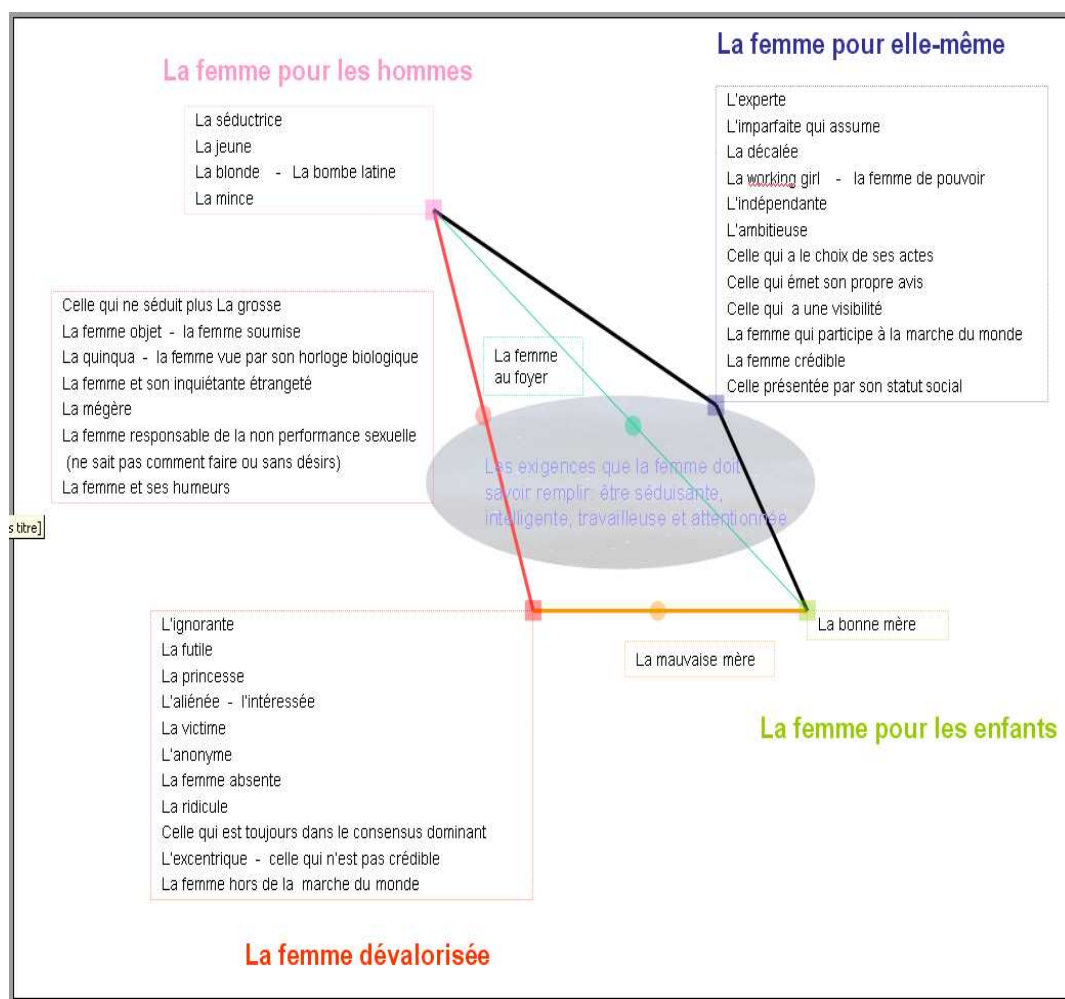 La femme pour les hommes
La séductrice
La jeune
La blonde - La bombe latine
La mince
La femme pour elle-même
L'experte
L'imparfaite qui assume
La décalée
La working girl - la femme de pouvoir
L'indépendante
L'ambitieuse
Celle qui a le choix de ses actes
Celle qui émet son propre avis
Celle qui a une visibilité
La femme qui participe à la marche du monde
La femme crédible
Celle présentée par son statut social
Celle qui ne séduit plus La grosse
La femme objet - la femme soumise
La quinqua - la femme vue par son horloge biologique
La femme et son inquiétante étrangeté
La mégère
La femme responsable de la non performance sexuelle
(ne sait pas comment faire ou sans désirs)
La femme et ses humeurs
La femme
au foyer
Les exigences que la femme doit
savoir remplir: être séduisante,
intelligente, travailleuse et attentionnée
s titre]
L'ignorante
La futile
La princesse
L'aliénée - l'intéressée
La victime
L'anonyme
La femme absente
La ridicule
Celle qui est toujours dans le consensus dominant
L'excentrique - celle qui n'est pas crédible
La femme hors de la marche du monde
La bonne mère
La mauvaise mère
La femme pour les enfants
La femme dévalorisée